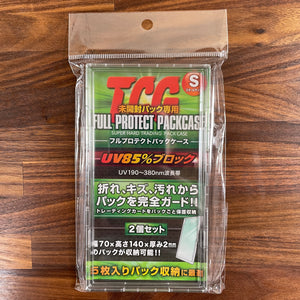 TCG
S
未開封パック専用
FULL PROTECT PACKCASE
SUPER HARD TRADING PACK CASE
フルプロテクトパックケース
UV85%ブロック
UV190〜380nm波長帯
折れ、キズ、汚れから
パックを完全ガード!!
トレーディングカードをパックごと保護収納
2個セット
幅70×高さ140×厚み2mm
のパックが収納可能!!
5枚入りパック収納に最適